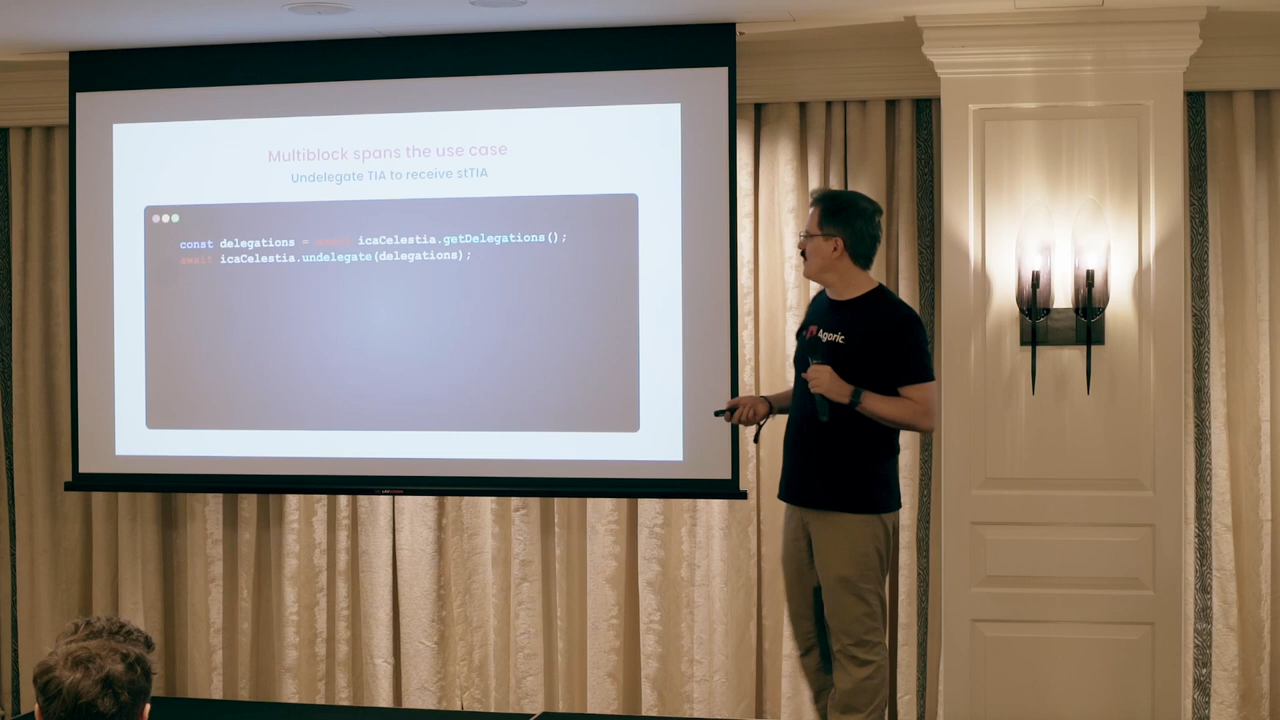 Multiblock spans the use case
Undelegate TIA to receive stTIA
const delegations = await icaCelestia.getDelegations();
await icaCelestia.undelegate(delegations);
Agoric